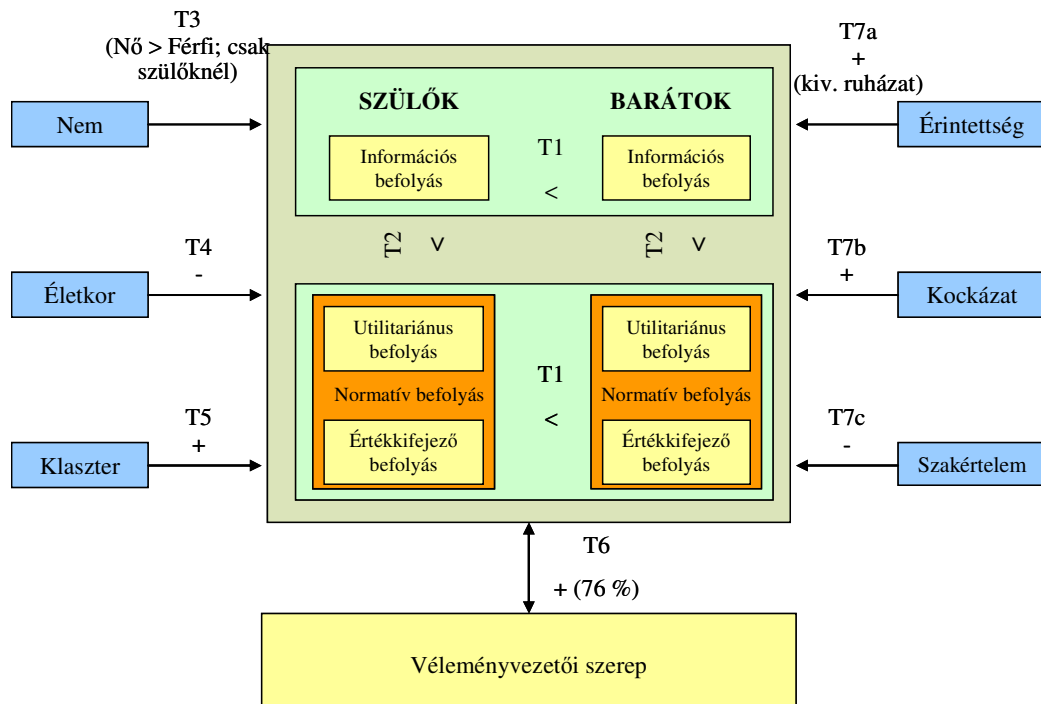 T3
(Nő > Férfi; csak
szülőknél)
T7a
+
(kiv. ruházat)
SZÜLŐK
BARÁTOK
Nem
Érintettség
Információs
befolyás
T1
<
Információs
befolyás
T2
<
T2
<
T4
-
T7b
+
Életkor
Kockázat
Utilitariánus
befolyás
Utilitariánus
befolyás
T1
<
Normatív befolyás
Normatív befolyás
T5
+
T7c
-
Értékkifejező
befolyás
Értékkifejező
befolyás
Klaszter
Szakértelem
T6
+ (76 %)
Véleményvezetői szerep